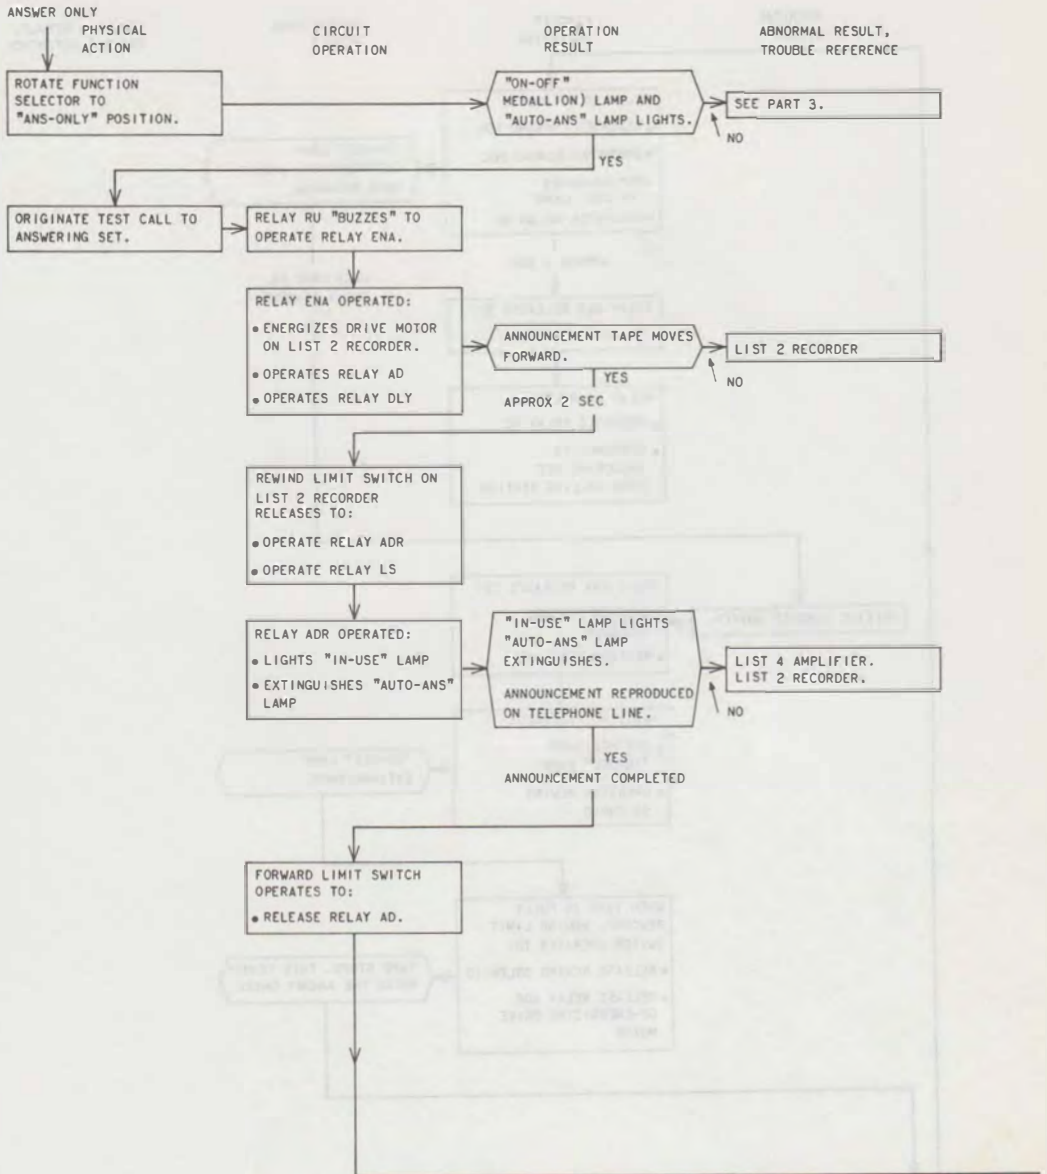 ANSWER ONLY
PHYSICAL
ACTION
CIRCUIT
OPERATION
OPERATION
RESULT
ABNORMAL RESULT,
TROUBLE REFERENCE
ROTATE FUNCTION
SELECTOR TO
"ANS-ONLY" POSITION.
"ON-OFF"
MEDALLION) LAMP AND
"AUTO-ANS" LAMP LIGHTS.
SEE PART 3.
NO
YES
ORIGINATE TEST CALL TO
ANSWERING SET.
RELAY RU "BUZZES" TO
OPERATE RELAY ENA.
RELAY ENA OPERATED:
• ENERGIZES DRIVE MOTOR
ON LIST 2 RECORDER.
• OPERATES RELAY AD
• OPERATES RELAY DLY
ANNOUNCEMENT TAPE MOVES
FORWARD.
LIST 2 RECORDER
NO
YES
APPROX 2 SEC
REWIND LIMIT SWITCH ON
LIST 2 RECORDER
RELEASES TO:
• OPERATE RELAY ADR
• OPERATE RELAY LS
RELAY ADR OPERATED:
• LIGHTS "IN-USE" LAMP
• EXTINGUISHES "AUTO-ANS"
LAMP
"IN-USE" LAMP LIGHTS
"AUTO-ANS" LAMP
EXTINGUISHES.
ANNOUNCEMENT REPRODUCED
ON TELEPHONE LINE.
LIST 4 AMPLIFIER.
LIST 2 RECORDER.
NO
YES
ANNOUNCEMENT COMPLETED
FORWARD LIMIT SWITCH
OPERATES TO:
• RELEASE RELAY AD.